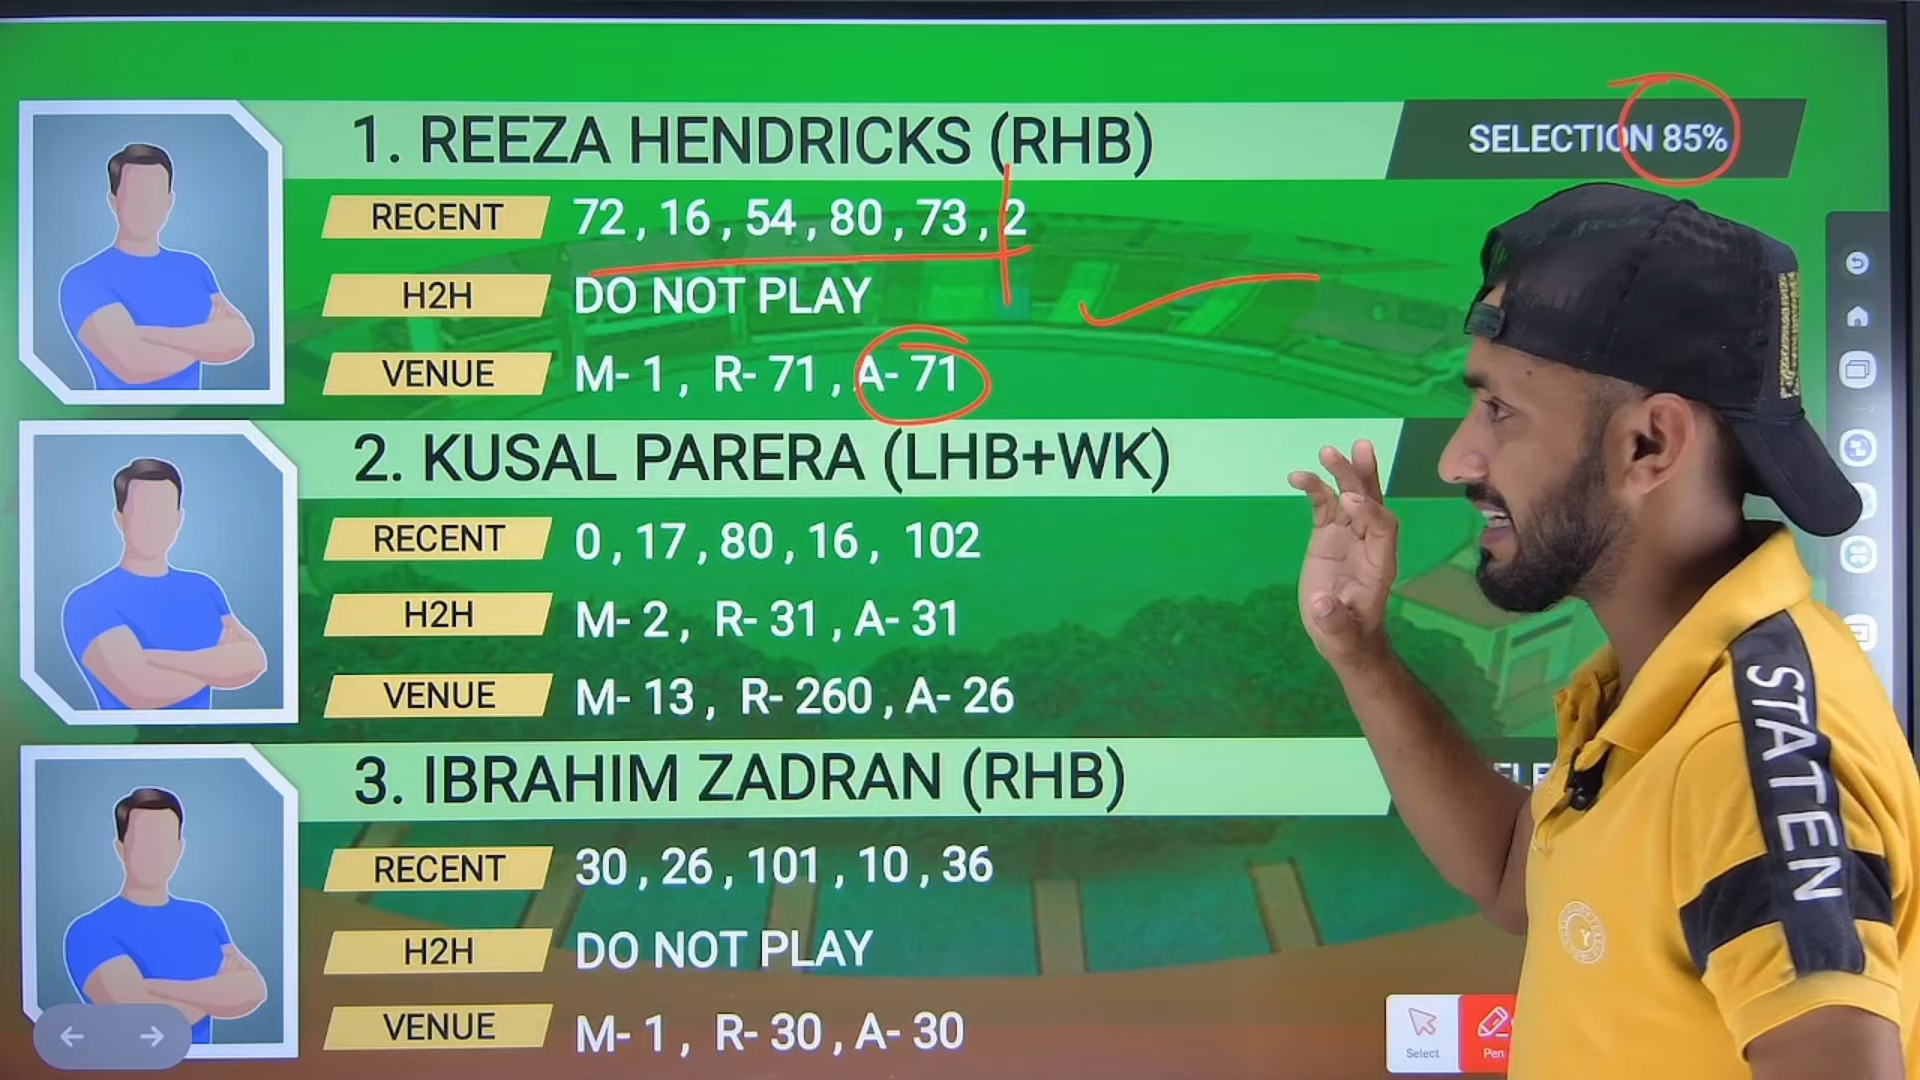 1. REEZA HENDRICKS (RHB)
SELECTION 85%
RECENT 72 , 16 , 54 , 80 , 73 , 2
H2H DO NOT PLAY
VENUE M- 1 , R- 71 , A- 71
2. KUSAL PARERA (LHB+WK)
RECENT 0 , 17 , 80 , 16 , 102
H2H M- 2 , R- 31 , A- 31
VENUE M- 13 , R- 260 , A- 26
3. IBRAHIM ZADRAN (RHB)
RECENT 30 , 26 , 101 , 10 , 36
H2H DO NOT PLAY
VENUE M- 1 , R- 30 , A- 30
Select
Pen
STATEN